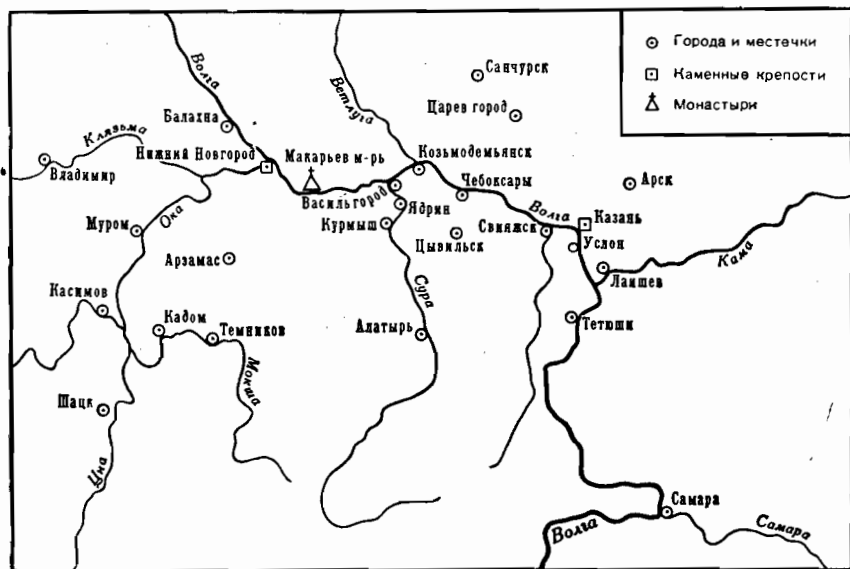 Города и местечки
Каменные крепости
Монастыри
Волга
Ветлуга
Санчурск
Царев город
Балахна
Клязьма
Нижний Новгород
Владимир
Макарьев м-рь
Козьмодемьянск
Васильгород
Чебоксары
Арск
Ядрин
Волга
Казань
Муром
Ока
Курмыш
Свияжск
Услон
Цывильск
Арзамас
Лаишев
Кама
Касимов
Сура
Кадом
Темников
Алатырь
Тетюши
Мокша
Шацк
Цна
Самара
Волга
Самара